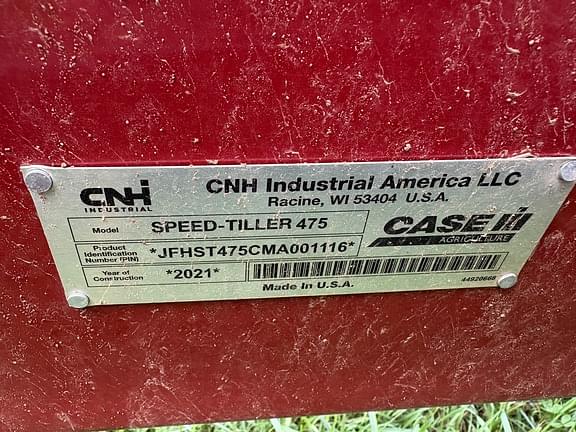 CNH
INDUSTRIAL
CNH Industrial America LLC
Racine, WI 53404 U.S.A.
Model
SPEED-TILLER 475
CASE IH
AGRICULTURE
Product
Identification
Number (PIN)
*JFHST475CMA001116*
Year of
Construction
*2021*
Made in U.S.A.
44920668